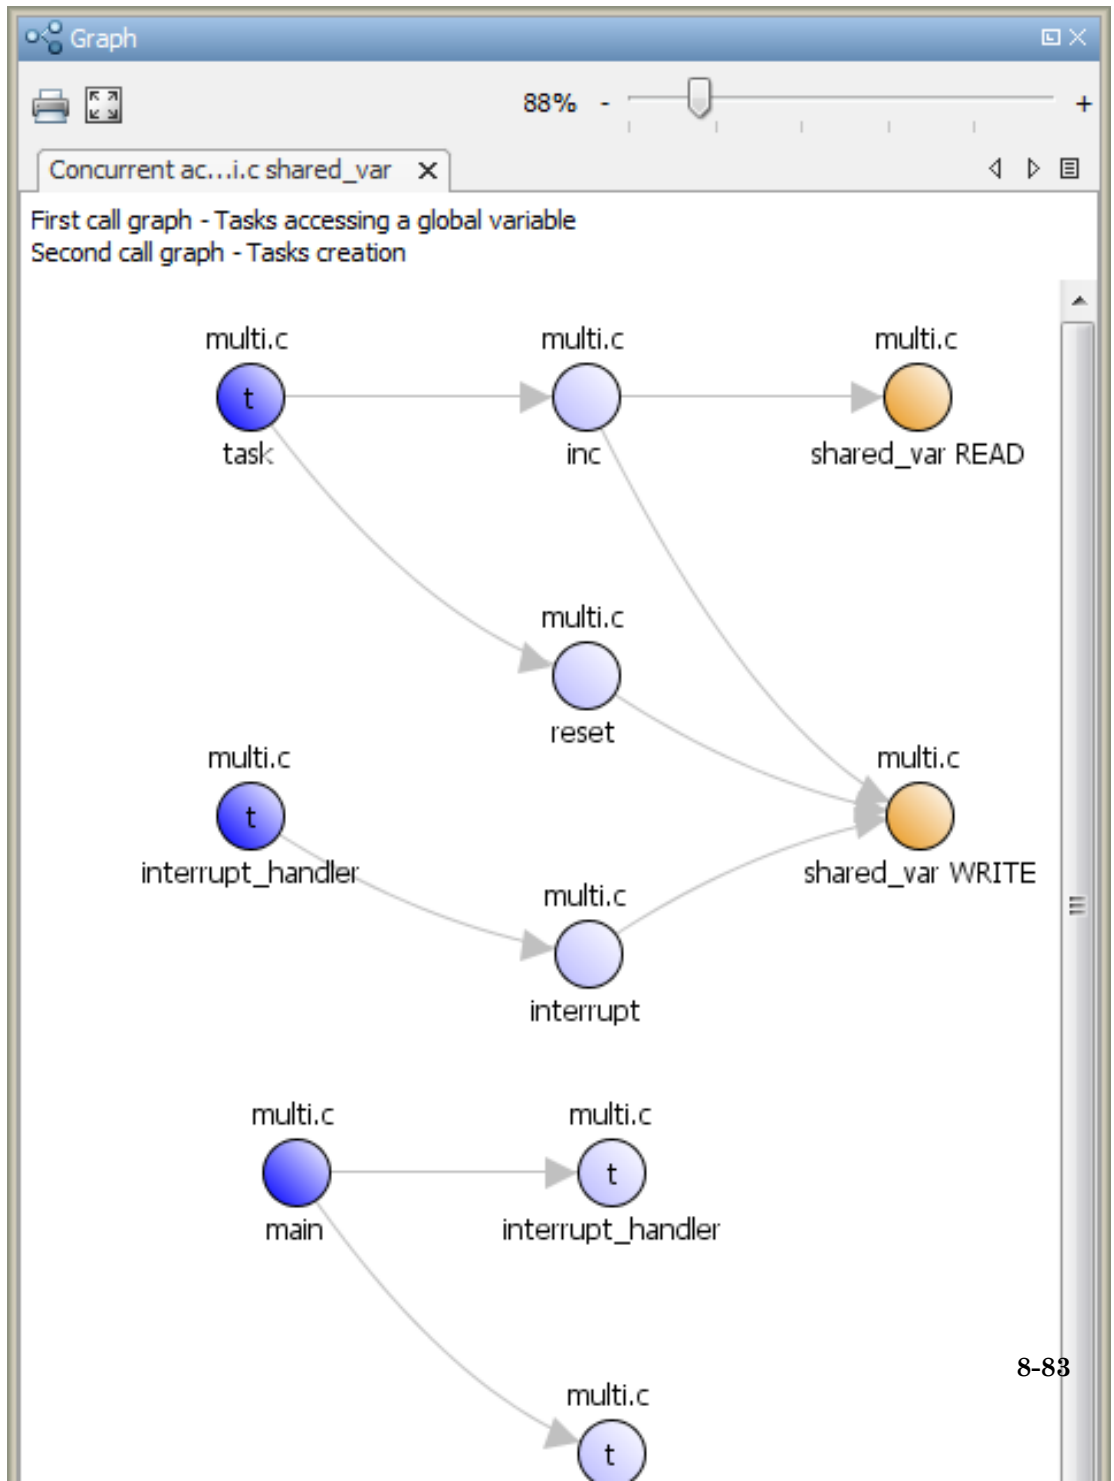 Graph
88% - +
Concurrent ac...i.c shared_var
First call graph - Tasks accessing a global variable
Second call graph - Tasks creation
multi.c multi.c multi.c
t
task inc shared_var READ
multi.c
reset
multi.c multi.c
t
interrupt_handler shared_var WRITE
multi.c
interrupt
multi.c multi.c
t
main interrupt_handler
8-83
multi.c
t